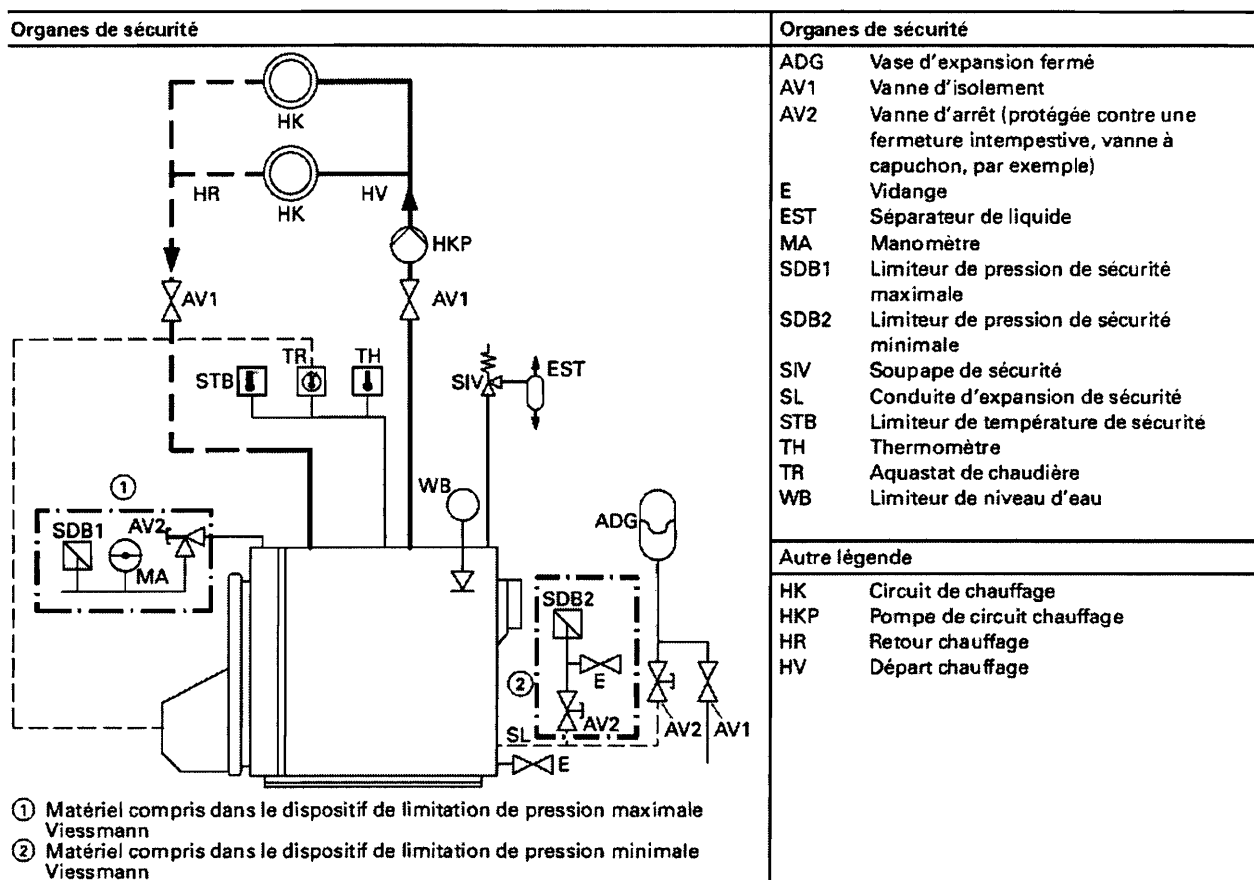 Organes de sécurité
HK
HR
HV
HK
HKP
AV1
AV1
TR
TH
STB
SIV
EST
①
WB
SDB1
AV2
MA
ADG
SDB2
②
E
AV2
SL
E
AV2
AV1
① Matériel compris dans le dispositif de limitation de pression maximale
Viessmann
② Matériel compris dans le dispositif de limitation de pression minimale
Viessmann
Organes de sécurité
ADG Vase d'expansion fermé
AV1 Vanne d'isolement
AV2 Vanne d'arrêt (protégée contre une
fermeture intempestive, vanne à
capuchon, par exemple)
E Vidange
EST Séparateur de liquide
MA Manomètre
SDB1 Limiteur de pression de sécurité
maximale
SDB2 Limiteur de pression de sécurité
minimale
SIV Soupape de sécurité
SL Conduite d'expansion de sécurité
STB Limiteur de température de sécurité
TH Thermomètre
TR Aquastat de chaudière
WB Limiteur de niveau d'eau
Autre légende
HK Circuit de chauffage
HKP Pompe de circuit chauffage
HR Retour chauffage
HV Départ chauffage